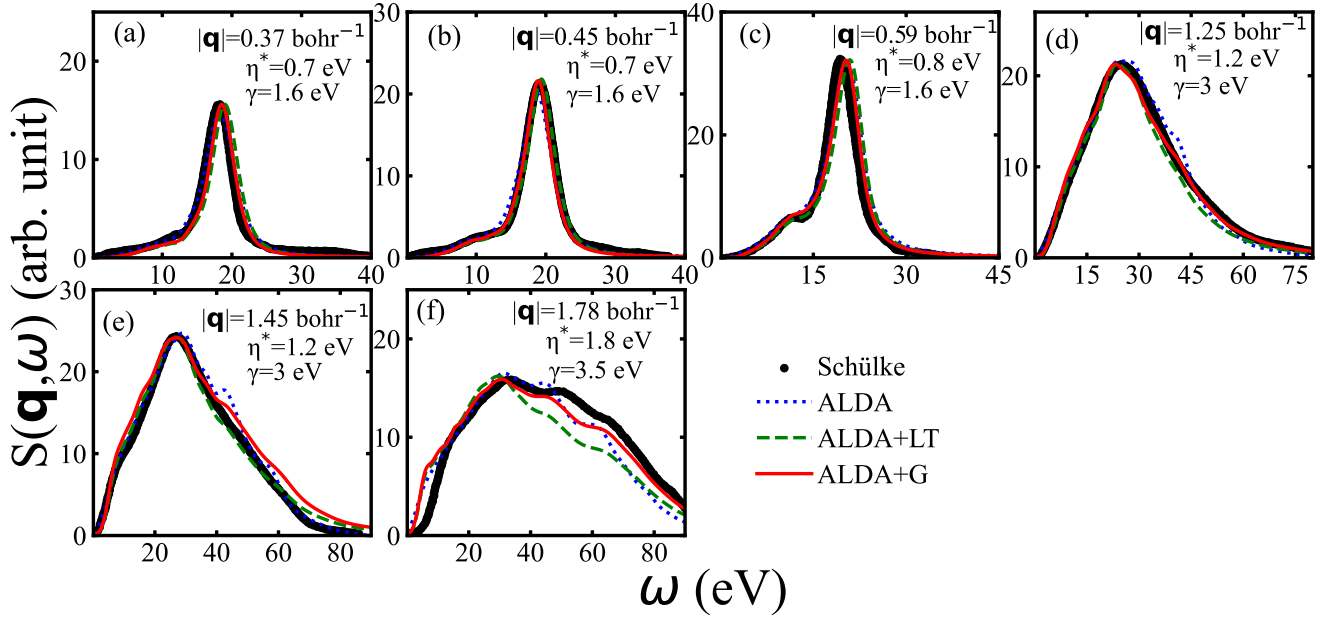 S(q,ω) (arb. unit)
(a)
|q|=0.37 bohr⁻¹
η*=0.7 eV
γ=1.6 eV
20
10
0
10 20 30 40
(b)
|q|=0.45 bohr⁻¹
η*=0.7 eV
γ=1.6 eV
30
20
10
0
10 20 30 40
(c)
|q|=0.59 bohr⁻¹
η*=0.8 eV
γ=1.6 eV
40
20
0
15 30 45
(d)
|q|=1.25 bohr⁻¹
η*=1.2 eV
γ=3 eV
20
10
0
15 30 45 60 75
(e)
|q|=1.45 bohr⁻¹
η*=1.2 eV
γ=3 eV
30
20
10
0
20 40 60 80
(f)
|q|=1.78 bohr⁻¹
η*=1.8 eV
γ=3.5 eV
20
10
0
20 40 60 80
Schülke
ALDA
ALDA+LT
ALDA+G
ω (eV)